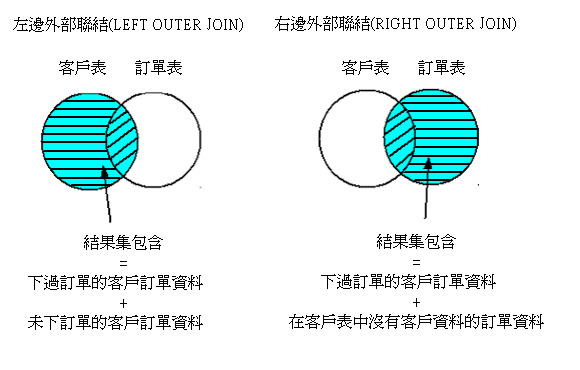 左邊外部聯結(LEFT OUTER JOIN)
客戶表 訂單表
結果集包含
=
下過訂單的客戶訂單資料
+
未下訂單的客戶訂單資料
右邊外部聯結(RIGHT OUTER JOIN)
客戶表 訂單表
結果集包含
=
下過訂單的客戶訂單資料
+
在客戶表中沒有客戶資料的訂單資料